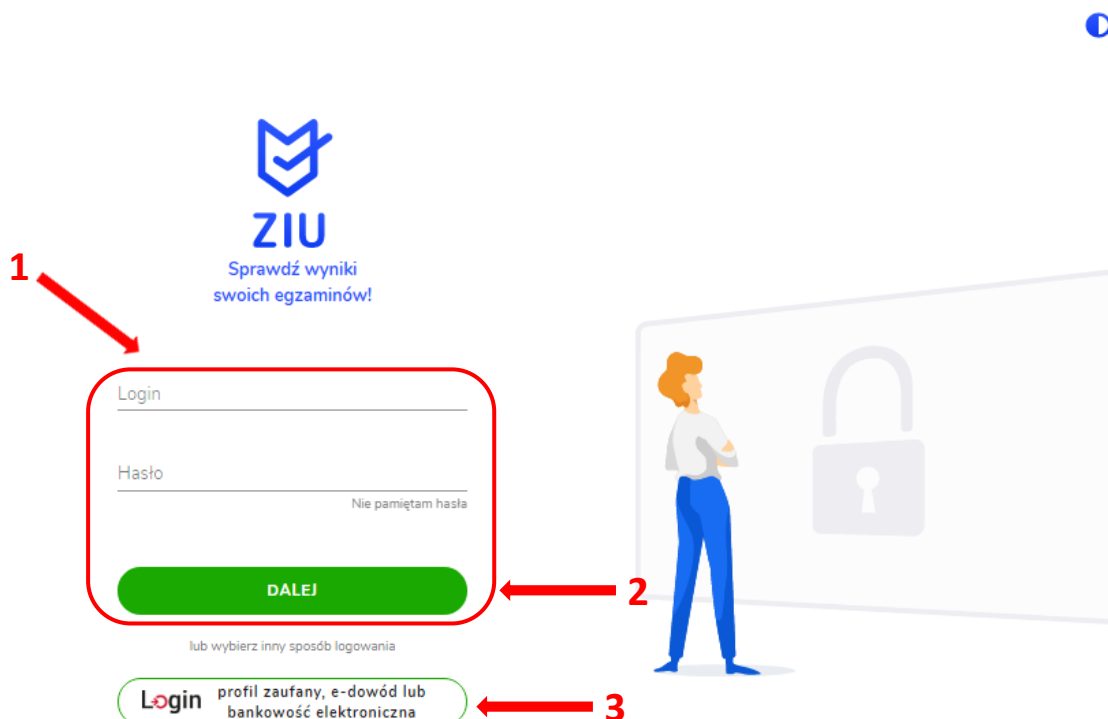 ZIU
Sprawdź wyniki
swoich egzaminów!
1
Login
Hasło
Nie pamiętam hasła
DALEJ
2
lub wybierz inny sposób logowania
Login profil zaufany, e-dowód lub
bankowość elektroniczna
3